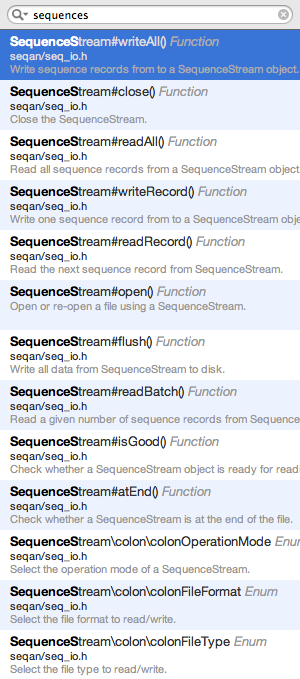 sequences
SequenceStream#writeAll() Function
seqan/seq_io.h
Write sequence records from to a SequenceStream object.
SequenceStream#close() Function
seqan/seq_io.h
Close the SequenceStream.
SequenceStream#readAll() Function
seqan/seq_io.h
Read all sequence records from a SequenceStream object
SequenceStream#writeRecord() Function
seqan/seq_io.h
Write one sequence record from to a SequenceStream obje
SequenceStream#readRecord() Function
seqan/seq_io.h
Read the next sequence record from SequenceStream.
SequenceStream#open() Function
Open or re-open a file using a SequenceStream.
SequenceStream#flush() Function
seqan/seq_io.h
Write all data from SequenceStream to disk.
SequenceStream#readBatch() Function
seqan/seq_io.h
Read a given number of sequence records from Sequence
SequenceStream#isGood() Function
seqan/seq_io.h
Check whether a SequenceStream object is ready for readi
SequenceStream#atEnd() Function
seqan/seq_io.h
Check whether a SequenceStream is at the end of the file.
SequenceStream\colon\colonOperationMode Enum
seqan/seq_io.h
Select the operation mode of a SequenceStream.
SequenceStream\colon\colonFileFormat Enum
seqan/seq_io.h
Select the file format to read/write.
SequenceStream\colon\colonFileType Enum
seqan/seq_io.h
Select the file type to read/write.